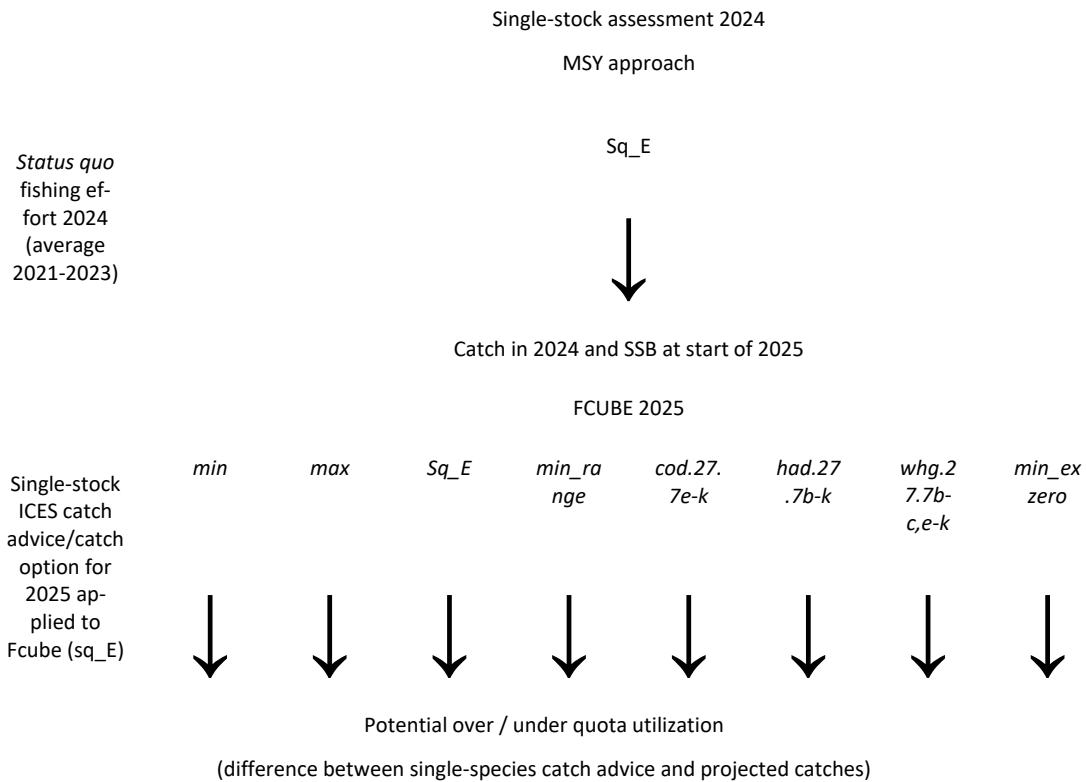 Single-stock assessment 2024
MSY approach
Sq_E
Status quo
fishing ef-
fort 2024
(average
2021-2023)
Catch in 2024 and SSB at start of 2025
FCUBE 2025
Single-stock
ICES catch
advice/catch
option for
2025 ap-
plied to
Fcube (sq_E)
min
max
Sq_E
min_ra
nge
cod.27.
7e-k
had.27
.7b-k
whg.2
7.7b-
c,e-k
min_ex
zero
Potential over / under quota utilization
(difference between single-species catch advice and projected catches)